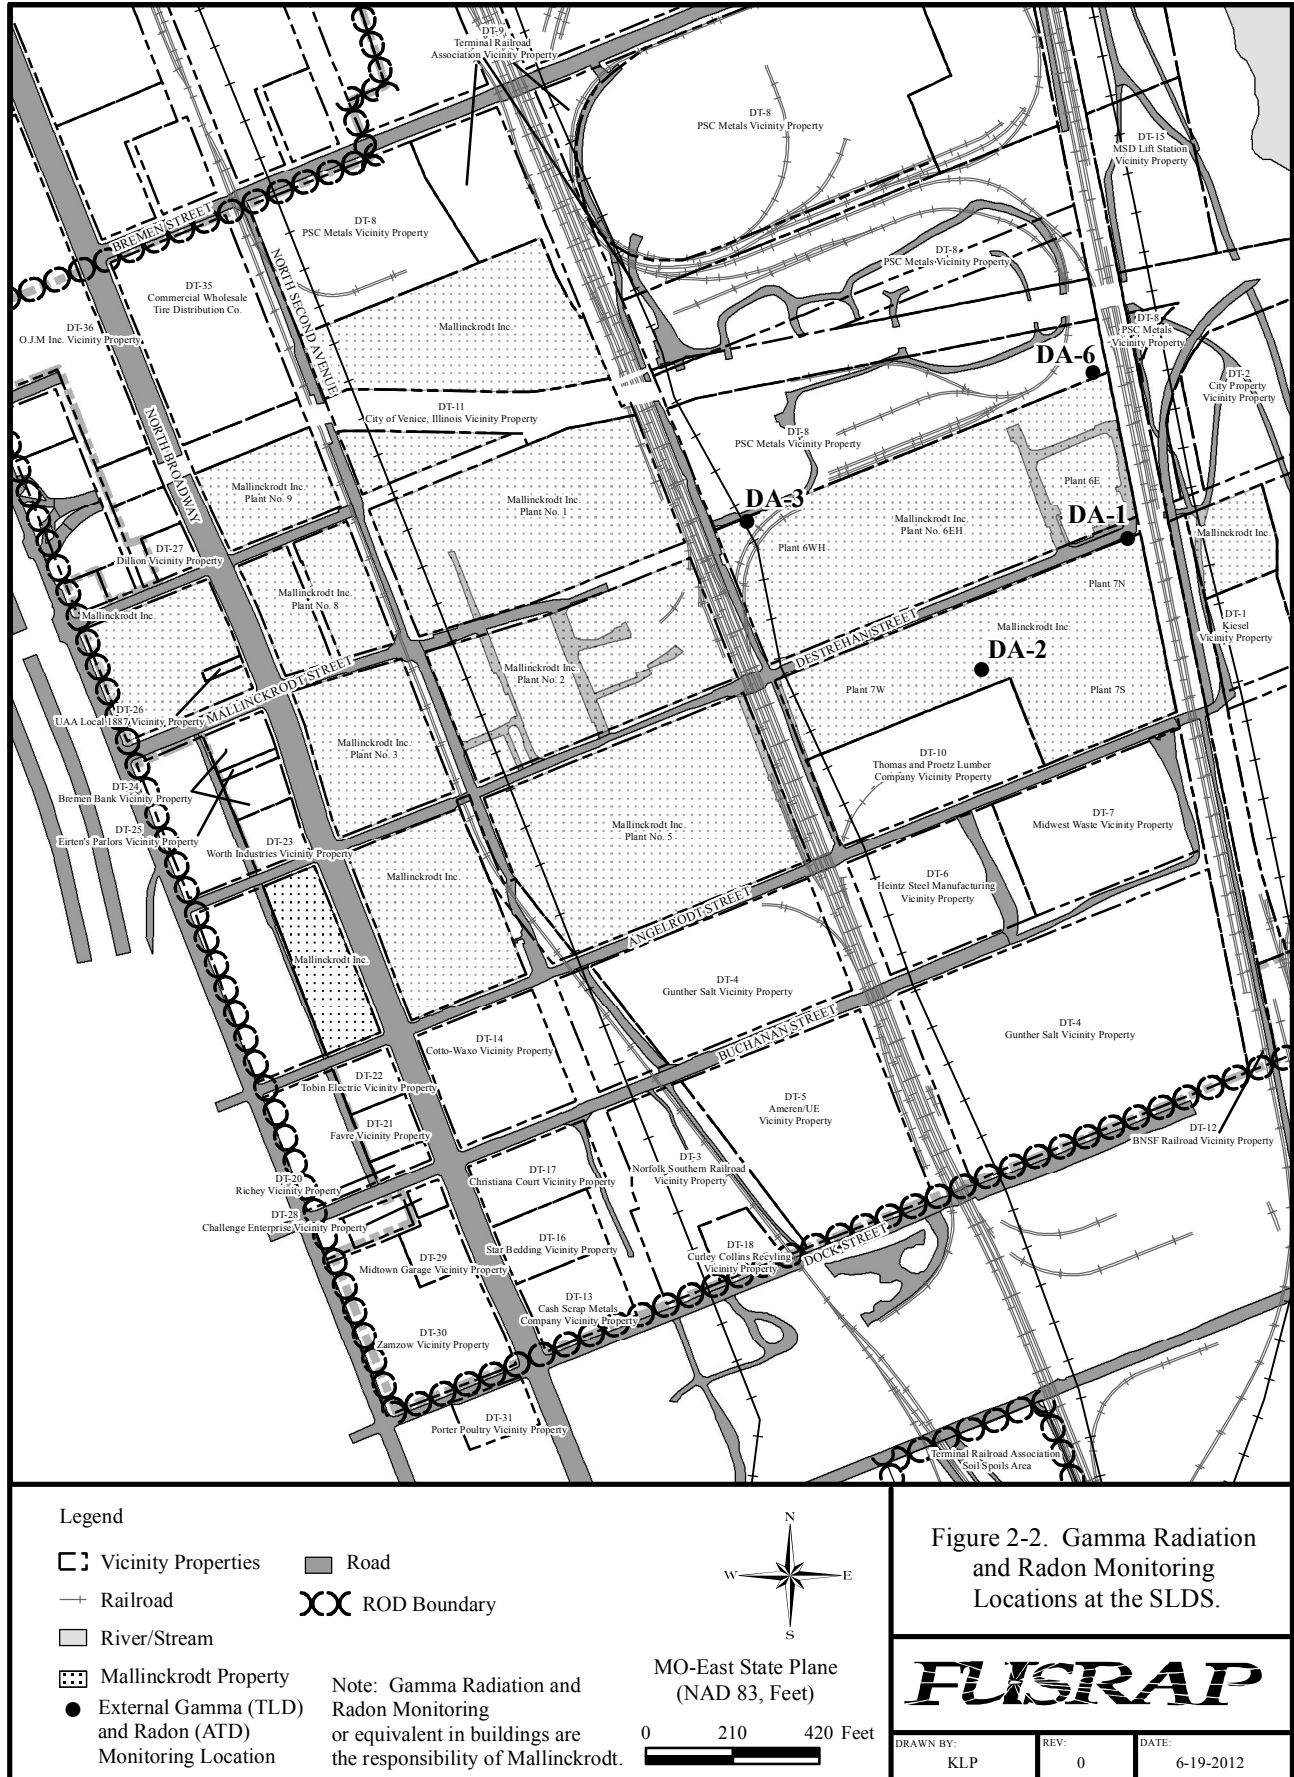 DT-9
Terminal Railroad
Association Vicinity Property
DT-8
PSC Metals Vicinity Property
DT-15
MSD Lift Station
Vicinity Property
BREMEN STREET
DT-8
PSC Metals Vicinity Property
DT-8
PSC Metals Vicinity Property
NORTH SECOND AVENUE
DT-35
Commercial Wholesale
Tire Distribution Co.
Mallinckrodt Inc.
DT-36
O.J.M Inc. Vicinity Property
DT-8
PSC Metals
Vicinity Property
DA-6
DT-2
City Property
Vicinity Property
DT-11
City of Venice, Illinois Vicinity Property
NORTH BROADWAY
DT-8
PSC Metals Vicinity Property
Mallinckrodt Inc.
Plant No. 9
Mallinckrodt Inc.
Plant No. 1
Plant 6E
DA-3
DA-1
Mallinckrodt Inc.
Plant No. 6EH
Mallinckrodt Inc.
Plant 6WH
DT-27
Dillion Vicinity Property
Plant 7N
Mallinckrodt Inc.
Plant No. 8
Mallinckrodt Inc.
DT-1
Kiesel
Vicinity Property
DESTREHAN STREET
Mallinckrodt Inc.
DA-2
Mallinckrodt Inc.
Plant No. 2
MALLINCKRODT STREET
Plant 7W
Plant 7S
DT-26
UAA Local 1887 Vicinity Property
Mallinckrodt Inc.
Plant No. 3
DT-10
Thomas and Proetz Lumber
Company Vicinity Property
DT-24
Bremen Bank Vicinity Property
DT-7
Midwest Waste Vicinity Property
DT-25
Eirten's Parlors Vicinity Property
Mallinckrodt Inc.
Plant No. 5
DT-23
Worth Industries Vicinity Property
Mallinckrodt Inc.
DT-6
Heintz Steel Manufacturing
Vicinity Property
ANGELRODT STREET
Mallinckrodt Inc.
DT-4
Gunther Salt Vicinity Property
BUCHANAN STREET
DT-4
Gunther Salt Vicinity Property
DT-14
Cotto-Waxo Vicinity Property
DT-22
Tobin Electric Vicinity Property
DT-5
Ameren/UE
Vicinity Property
DT-21
Favre Vicinity Property
DT-12
BNSF Railroad Vicinity Property
DT-3
Norfolk Southern Railroad
Vicinity Property
DT-17
Christiana Court Vicinity Property
DT-20
Richey Vicinity Property
DT-28
Challenge Enterprise Vicinity Property
DT-16
Star Bedding Vicinity Property
DT-18
Curley Collins Recyling
Vicinity Property
DOCK STREET
DT-29
Midtown Garage Vicinity Property
DT-13
Cash Scrap Metals
Company Vicinity Property
DT-30
Zamzow Vicinity Property
DT-31
Porter Poultry Vicinity Property
Terminal Railroad Association
Soil Spoils Area
Legend
Vicinity Properties
Road
Railroad
ROD Boundary
River/Stream
Mallinckrodt Property
External Gamma (TLD)
and Radon (ATD)
Monitoring Location
Note: Gamma Radiation and
Radon Monitoring
or equivalent in buildings are
the responsibility of Mallinckrodt.
N
W
E
S
MO-East State Plane
(NAD 83, Feet)
0 210 420 Feet
Figure 2-2. Gamma Radiation
and Radon Monitoring
Locations at the SLDS.
FUSRAP
DRAWN BY:
KLP
REV:
0
DATE:
6-19-2012